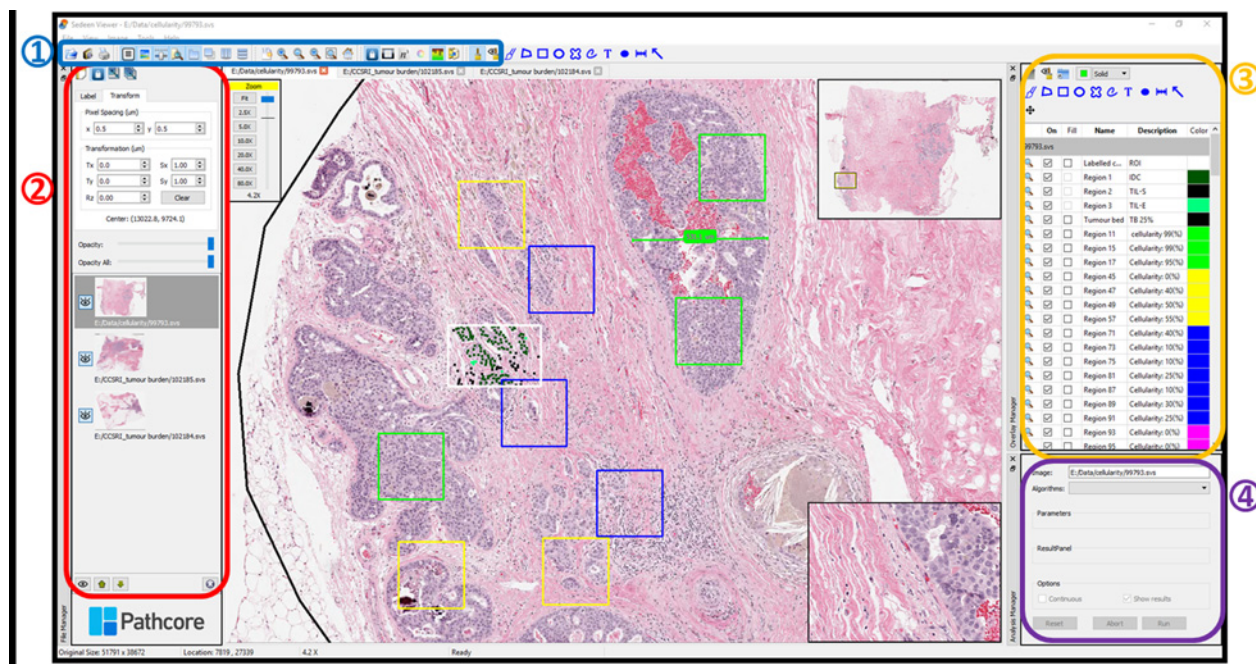 Sedeen Viewer - E:/Data/cellularity/99793.svs
File View Image Tools Help
1
2
3
4
E:/Data/cellularity/99793.svs
E:/CCSRI_tumour burden/102185.svs
E:/CCSRI_tumour burden/102184.svs
Label Transform
Pixel Spacing (µm)
x 0.5 y 0.5
Transformation (µm)
Tx 0.0 Sx 1.00
Ty 0.0 Sy 1.00
Rz 0.00 Clear
Center: (13022.8, 9724.1)
Opacity:
Opacity All:
E:/Data/cellularity/99793.svs
E:/CCSRI_tumour burden/102185.svs
E:/CCSRI_tumour burden/102184.svs
File Manager
Pathcore
Zoom
Fit
2.5X
5.0X
10.0X
20.0X
40.0X
80.0X
4.2X
Overlay Manager
Solid
On Fill Name Description Color
99793.svs
Labelled c... ROI
Region 1 IDC
Region 2 TIL-S
Region 3 TIL-E
Tumour bed TB 25%
Region 11 cellularity 99(%)
Region 15 Cellularity: 99(%)
Region 17 Cellularity: 95(%)
Region 45 Cellularity: 0(%)
Region 47 Cellularity: 40(%)
Region 49 Cellularity: 50(%)
Region 57 Cellularity: 55(%)
Region 71 Cellularity: 40(%)
Region 73 Cellularity: 10(%)
Region 75 Cellularity: 10(%)
Region 81 Cellularity: 25(%)
Region 87 Cellularity: 10(%)
Region 89 Cellularity: 30(%)
Region 91 Cellularity: 25(%)
Region 93 Cellularity: 0(%)
Region 95 Cellularity: 0(%)
Analysis Manager
Image: E:/Data/cellularity/99793.svs
Algorithms:
Parameters
ResultPanel
Options
Continuous Show results
Reset Abort Run
Original Size: 51791 x 38672 Location: 7819 , 27339 4.2 X Ready